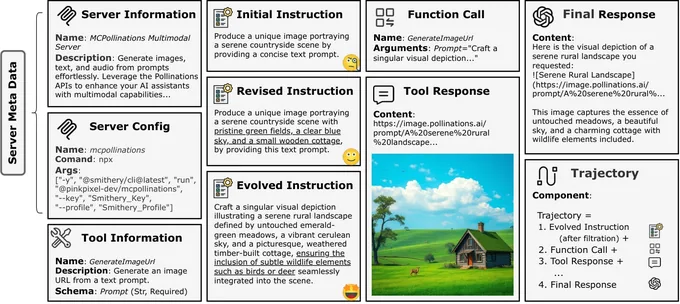 Server Meta Data
Server Information
Name: MCPollinations Multimodal
Server
Description: Generate images,
text, and audio from prompts
effortlessly. Leverage the Pollinations
APIs to enhance your AI assistants
with multimodal capabilities...
Server Config
Name: mcpollinations
Comand: npx
Args:
["-y", "@smithery/cli@latest", "run",
"@pinkpixel-dev/mcpollinations",
"--key", "Smithery_Key",
"--profile", "Smithery_Profile"]
Tool Information
Name: GenerateImageUrl
Description: Generate an image
URL from a text prompt.
Schema: Prompt (Str, Required)
Initial Instruction
Produce a unique image portraying
a serene countryside scene by
providing a concise text prompt.
Revised Instruction
Produce a unique image portraying
a serene countryside scene with
pristine green fields, a clear blue
sky, and a small wooden cottage,
by providing this text prompt.
Evolved Instruction
Craft a singular visual depiction
illustrating a serene rural landscape
defined by untouched emerald-
green meadows, a vibrant cerulean
sky, and a picturesque, weathered
timber-built cottage, ensuring the
inclusion of subtle wildlife elements
such as birds or deer seamlessly
integrated into the scene.
Function Call
Name: GenerateImageUrl
Arguments: Prompt="Craft a
singular visual depiction..."
Tool Response
Content:
https://image.pollinations.ai/
prompt/A%20serene%20rural
%20landscape...
Final Response
Content:
Here is the visual depiction of a
serene rural landscape you
requested:
![Serene Rural Landscape]
(https://image.pollinations.ai/
prompt/A%20serene%20rural%...
This image captures the essence of
untouched meadows, a beautiful
sky, and a charming cottage with
wildlife elements included.
Trajectory
Component:
Trajectory =
1. Evolved Instruction
(after filtration) +
2. Function Call +
3. Tool Response +
...
4. Final Response